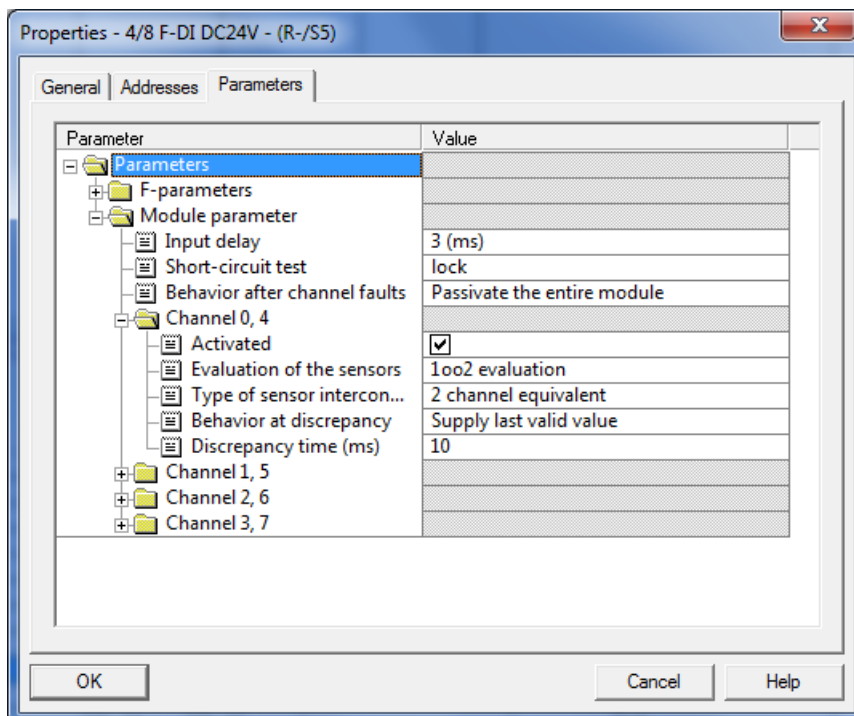 Properties - 4/8 F-DI DC24V - (R-/S5)
General Addresses Parameters
Parameter Value
Parameters
F-parameters
Module parameter
Input delay 3 (ms)
Short-circuit test lock
Behavior after channel faults Passivate the entire module
Channel 0, 4
Activated
Evaluation of the sensors 1oo2 evaluation
Type of sensor intercon... 2 channel equivalent
Behavior at discrepancy Supply last valid value
Discrepancy time (ms) 10
Channel 1, 5
Channel 2, 6
Channel 3, 7
OK Cancel Help